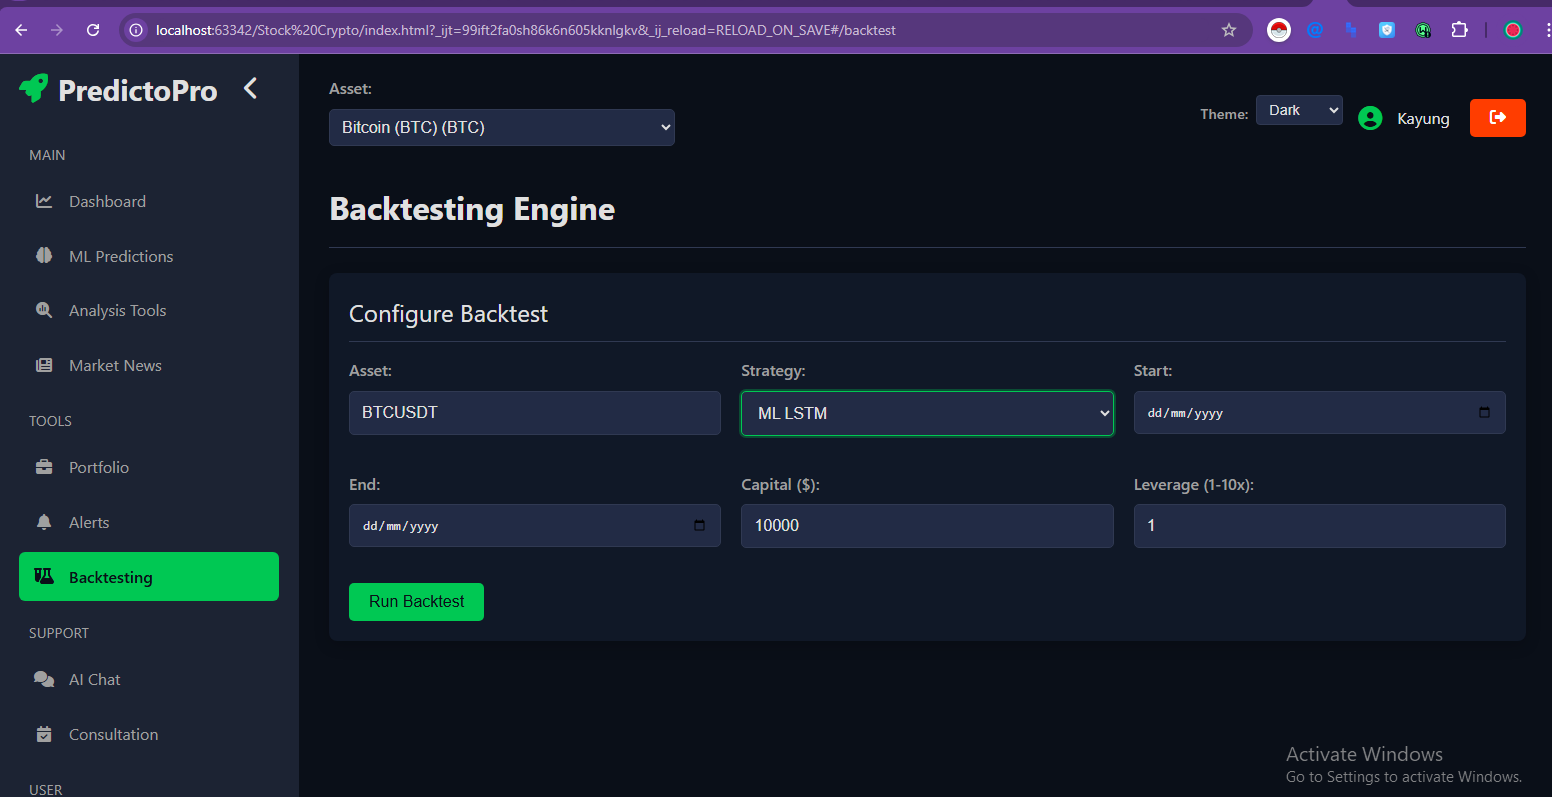 localhost:63342/Stock%20Crypto/index.html?_ijt=99ift2fa0sh86k6n605kknlgkv&_ij_reload=RELOAD_ON_SAVE#/backtest
PredictoPro
MAIN
Dashboard
ML Predictions
Analysis Tools
Market News
TOOLS
Portfolio
Alerts
Backtesting
SUPPORT
AI Chat
Consultation
USER
Asset:
Bitcoin (BTC) (BTC)
Theme: Dark
Kayung
Backtesting Engine
Configure Backtest
Asset: Strategy: Start:
BTCUSDT ML LSTM dd/mm/yyyy
End: Capital ($): Leverage (1-10x):
dd/mm/yyyy 10000 1
Run Backtest
Activate Windows
Go to Settings to activate Windows.